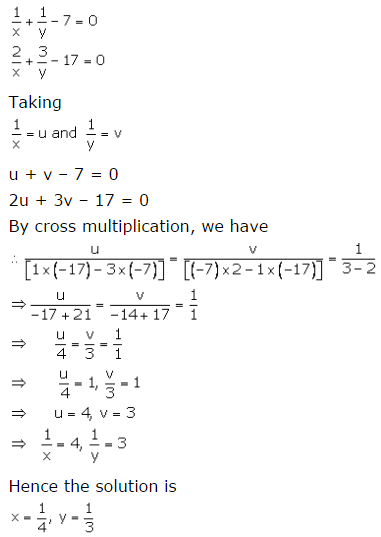 1/x + 1/y − 7 = 0
2/x + 3/y − 17 = 0
Taking
1/x = u and 1/y = v
u + v − 7 = 0
2u + 3v − 17 = 0
By cross multiplication, we have
∴ u/[1×(−17)−3×(−7)] = v/[(−7)×2−1×(−17)] = 1/(3−2)
⇒ u/(−17+21) = v/(−14+17) = 1/1
⇒ u/4 = v/3 = 1/1
⇒ u/4 = 1, v/3 = 1
⇒ u = 4, v = 3
⇒ 1/x = 4, 1/y = 3
Hence the solution is
x = 1/4, y = 1/3